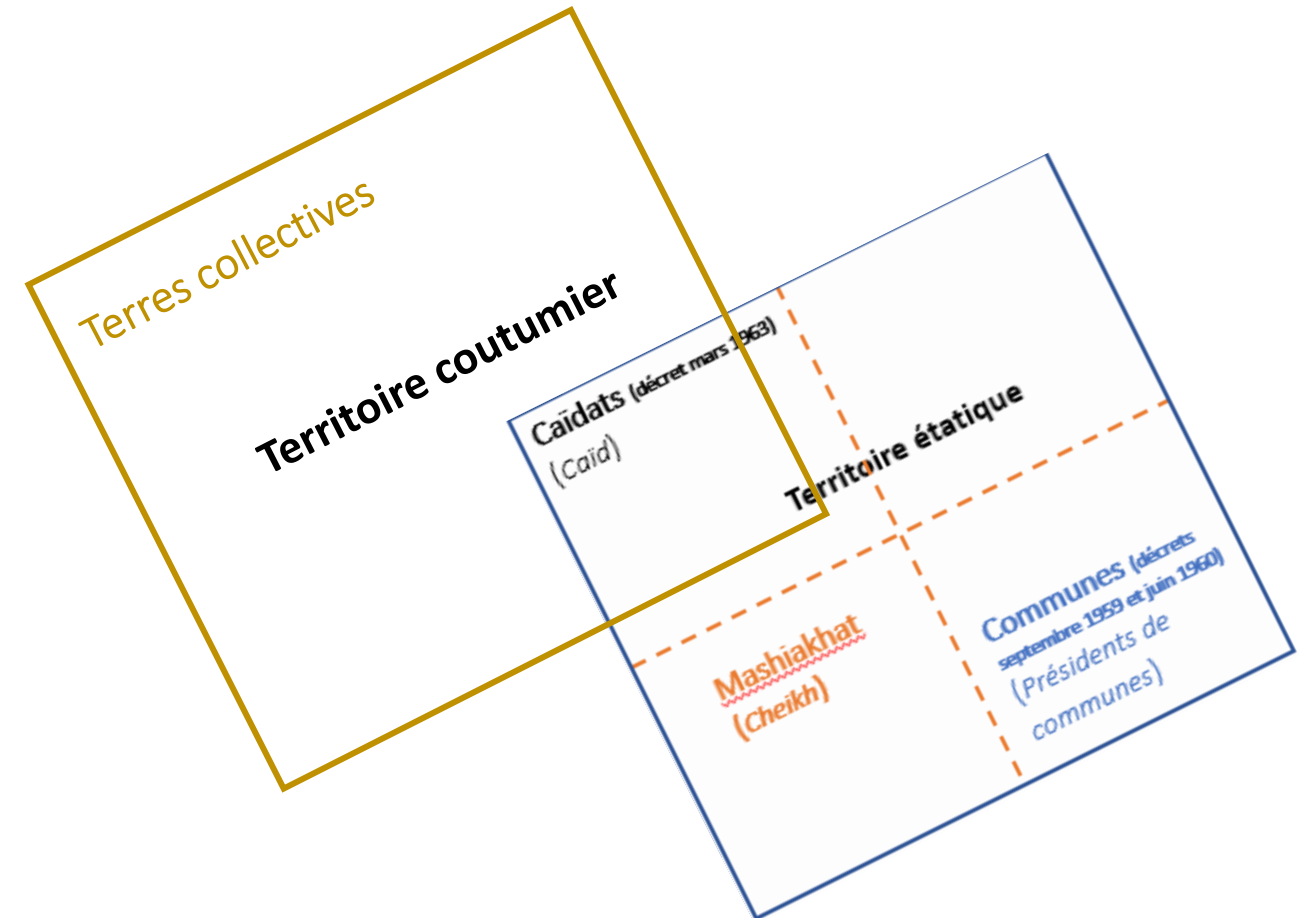 Terres collectives
Territoire coutumier
Caïdats (décret mars 1963)
(Caïd)
Territoire étatique
Mashiakhat
(Cheikh)
Communes (décrets
septembre 1959 et juin 1960)
(Présidents de
communes)